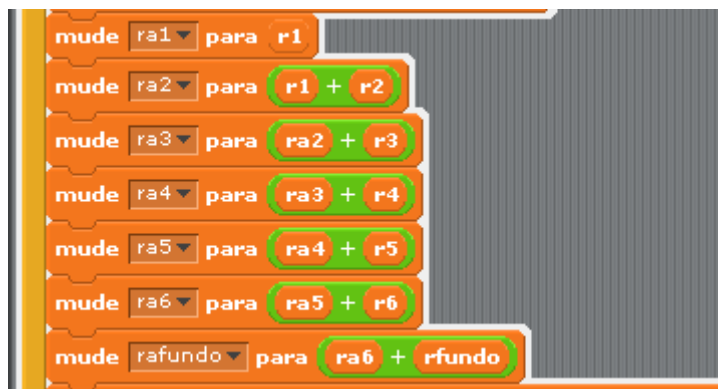 mude ra1 para r1
mude ra2 para r1 + r2
mude ra3 para ra2 + r3
mude ra4 para ra3 + r4
mude ra5 para ra4 + r5
mude ra6 para ra5 + r6
mude rafundo para ra6 + rfundo